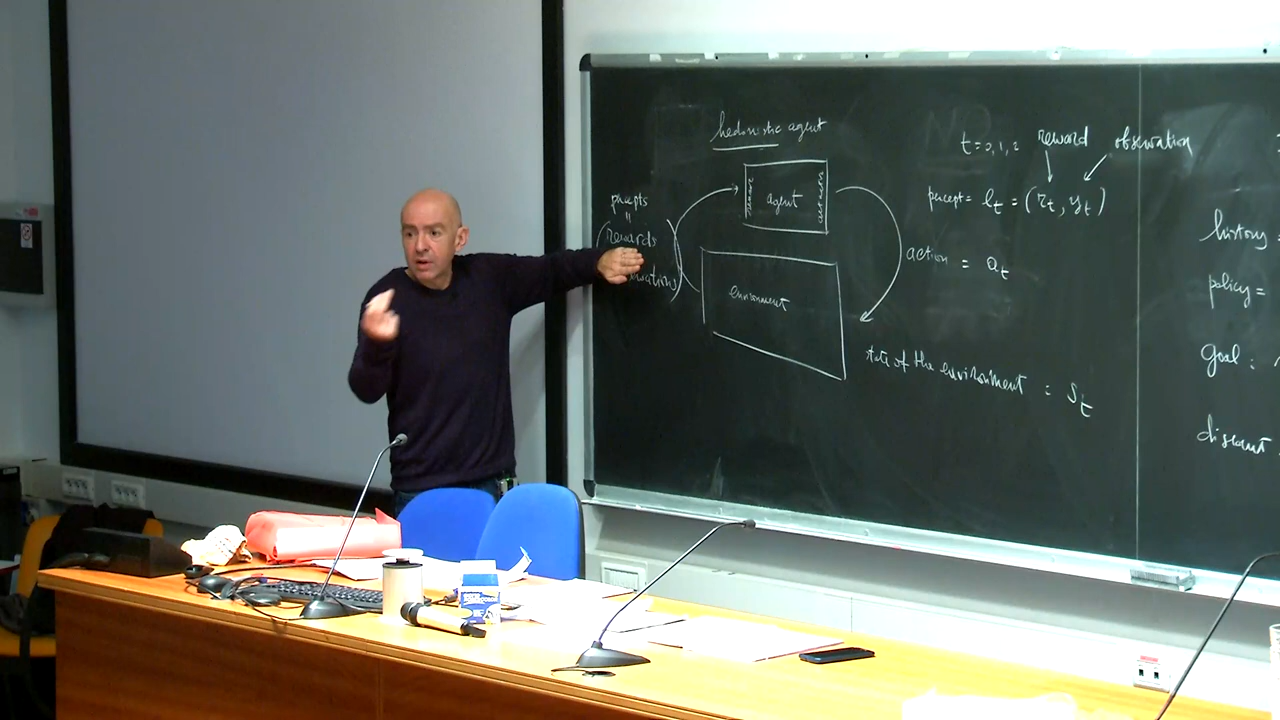 hedonistic agent
t=0,1,2 reward observation
percepts
"
(rewards
agent
percept = e_t = (r_t, y_t)
action = a_t
environment
state of the environment = s_t
history =
policy =
Goal :
discount